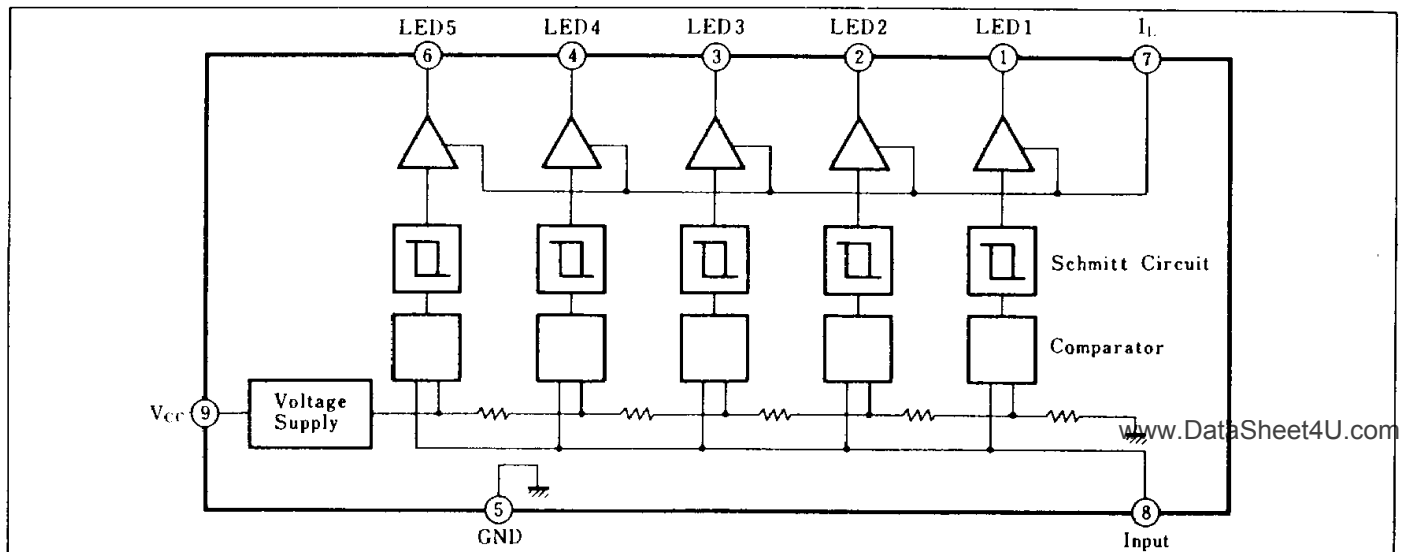 LED5 LED4 LED3 LED2 LED1 IL
6 4 3 2 1 7
Schmitt Circuit
Comparator
VCC 9 Voltage
Supply
www.DataSheet4U.com
5 8
GND Input